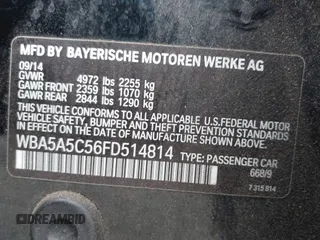 MFD BY BAYERISCHE MOTOREN WERKE AG
09/14
GVWR 4972 lbs 2255 kg
GAWR FRONT 2359 lbs 1070 kg
GAWR REAR 2844 lbs 1290 kg
THIS VEHICLE CONFORMS TO ALL APPLICABLE
U.S.FEDERAL MOTOR VEHICLE SAFETY, BUMPER, AND
THEFT PREVENTION STANDARDS IN EFFECT ON THE
DATE OF MANUFACTURE SHOWN ABOVE.
WBA5A5C56FD514814 TYPE: PASSENGER CAR
668/9
7 315 814
BidFax